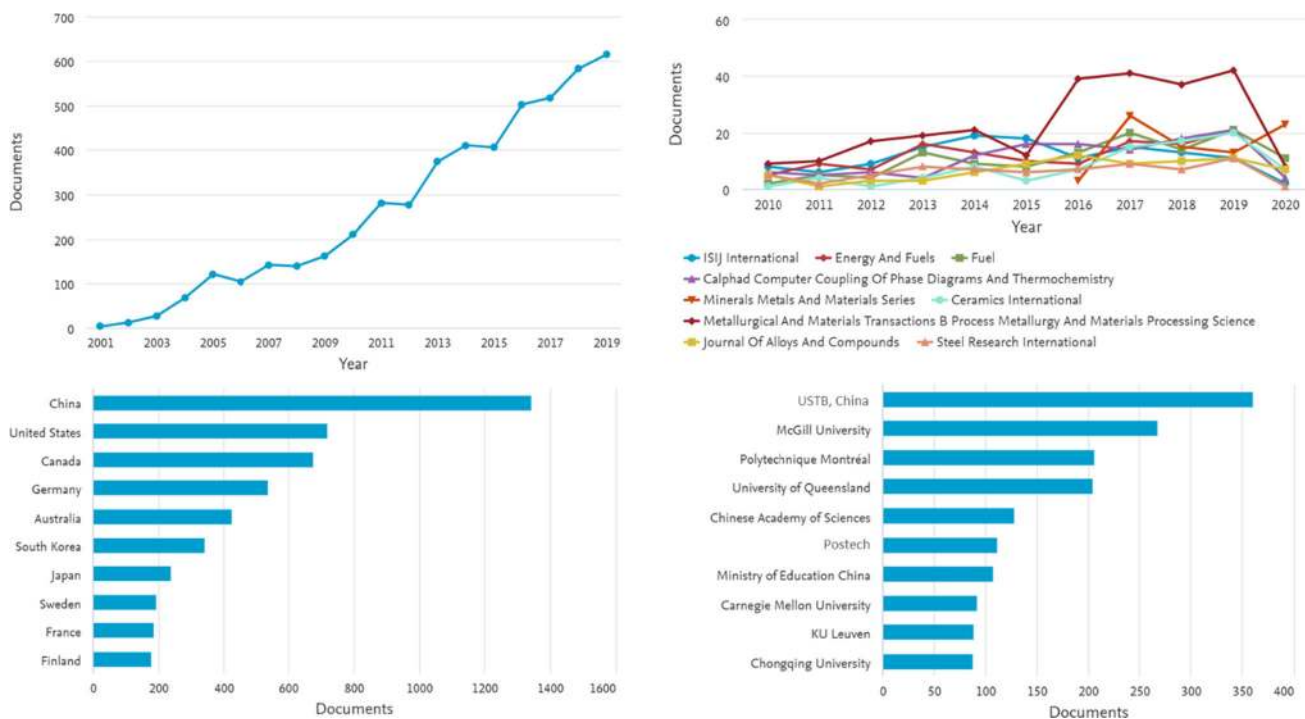 700
600
500
400
300
200
100
0
Documents
2001 2003 2005 2007 2009 2011 2013 2015 2017 2019
Year
60
40
20
0
Documents
2010 2011 2012 2013 2014 2015 2016 2017 2018 2019 2020
Year
ISIJ International Energy And Fuels Fuel
Calphad Computer Coupling Of Phase Diagrams And Thermochemistry
Minerals Metals And Materials Series Ceramics International
Metallurgical And Materials Transactions B Process Metallurgy And Materials Processing Science
Journal Of Alloys And Compounds Steel Research International
China
United States
Canada
Germany
Australia
South Korea
Japan
Sweden
France
Finland
0 200 400 600 800 1000 1200 1400 1600
Documents
USTB, China
McGill University
Polytechnique Montréal
University of Queensland
Chinese Academy of Sciences
Postech
Ministry of Education China
Carnegie Mellon University
KU Leuven
Chongqing University
0 50 100 150 200 250 300 350 400
Documents